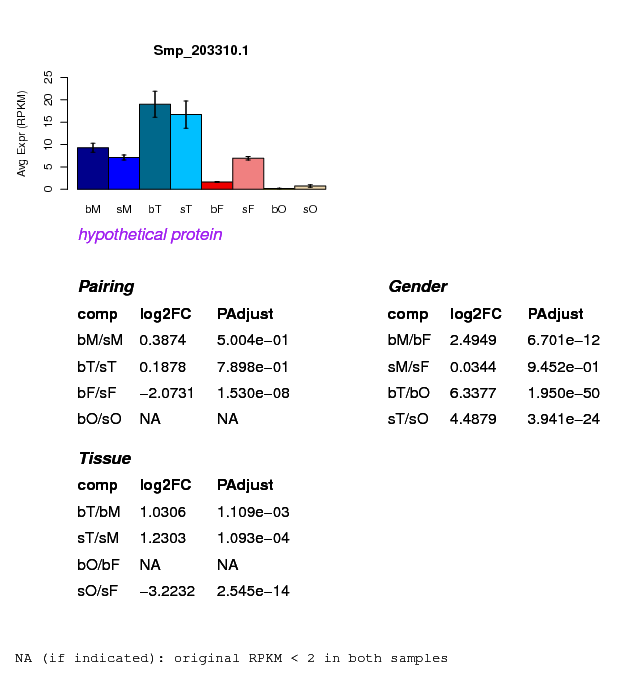 Smp_203310.1
Avg Expr (RPKM)
0 5 10 15 20 25
bM sM bT sT bF sF bO sO
hypothetical protein
Pairing
comp log2FC PAdjust
bM/sM 0.3874 5.004e−01
bT/sT 0.1878 7.898e−01
bF/sF −2.0731 1.530e−08
bO/sO NA NA
Gender
comp log2FC PAdjust
bM/bF 2.4949 6.701e−12
sM/sF 0.0344 9.452e−01
bT/bO 6.3377 1.950e−50
sT/sO 4.4879 3.941e−24
Tissue
comp log2FC PAdjust
bT/bM 1.0306 1.109e−03
sT/sM 1.2303 1.093e−04
bO/bF NA NA
sO/sF −3.2232 2.545e−14
NA (if indicated): original RPKM < 2 in both samples